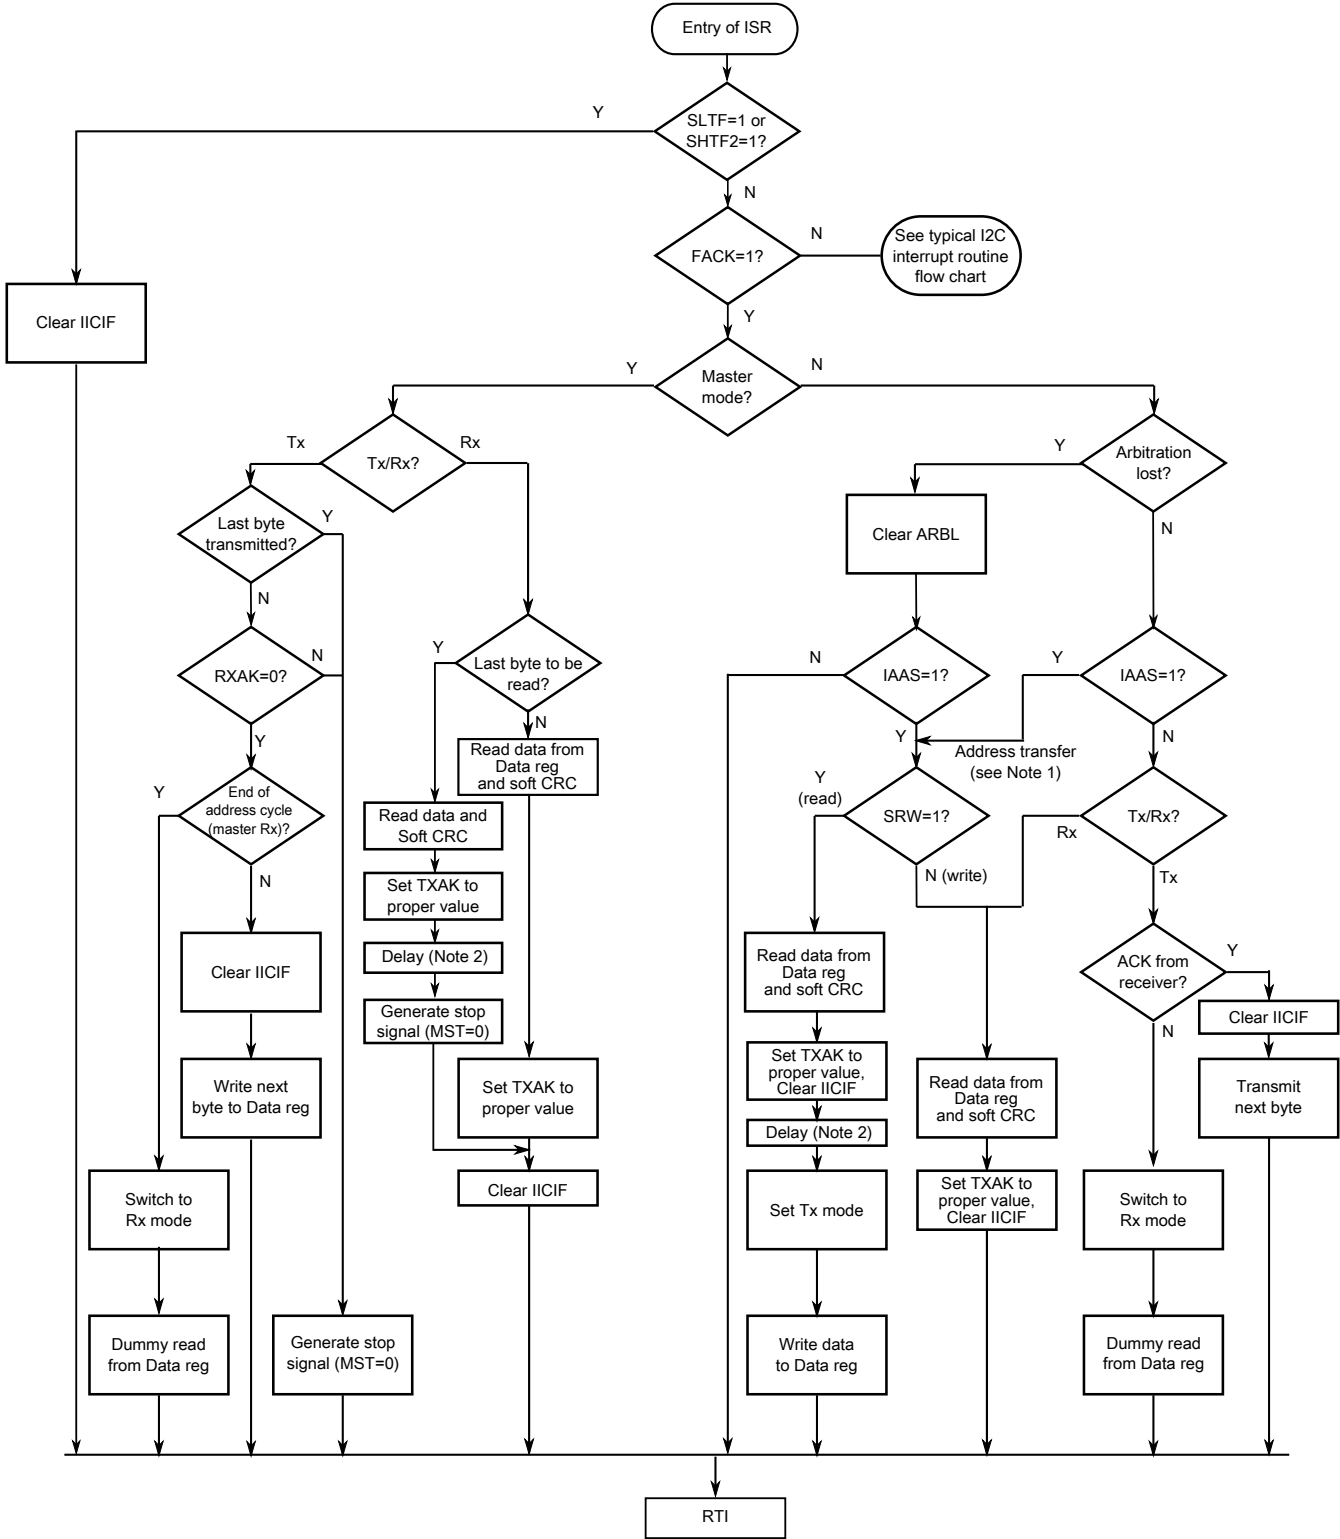 Entry of ISR
Y
SLTF=1 or
SHTF2=1?
N
FACK=1?
N
See typical I2C
interrupt routine
flow chart
Clear IICIF
Y
Y
Master
mode?
N
Tx
Tx/Rx?
Rx
Y
Arbitration
lost?
Last byte
transmitted?
Y
Clear ARBL
N
N
RXAK=0?
N
Y
Last byte to be
read?
N
IAAS=1?
Y
IAAS=1?
Y
N
Read data from
Data reg
and soft CRC
Y
Address transfer
(see Note 1)
N
Y
End of
address cycle
(master Rx)?
Read data and
Soft CRC
Y
(read)
SRW=1?
Rx
Tx/Rx?
N
Set TXAK to
proper value
N (write)
Tx
Clear IICIF
Delay (Note 2)
Read data from
Data reg
and soft CRC
ACK from
receiver?
Y
Generate stop
signal (MST=0)
N
Clear IICIF
Write next
byte to Data reg
Set TXAK to
proper value
Set TXAK to
proper value,
Clear IICIF
Read data from
Data reg
and soft CRC
Transmit
next byte
Delay (Note 2)
Switch to
Rx mode
Clear IICIF
Set Tx mode
Set TXAK to
proper value,
Clear IICIF
Switch to
Rx mode
Dummy read
from Data reg
Generate stop
signal (MST=0)
Write data
to Data reg
Dummy read
from Data reg
RTI